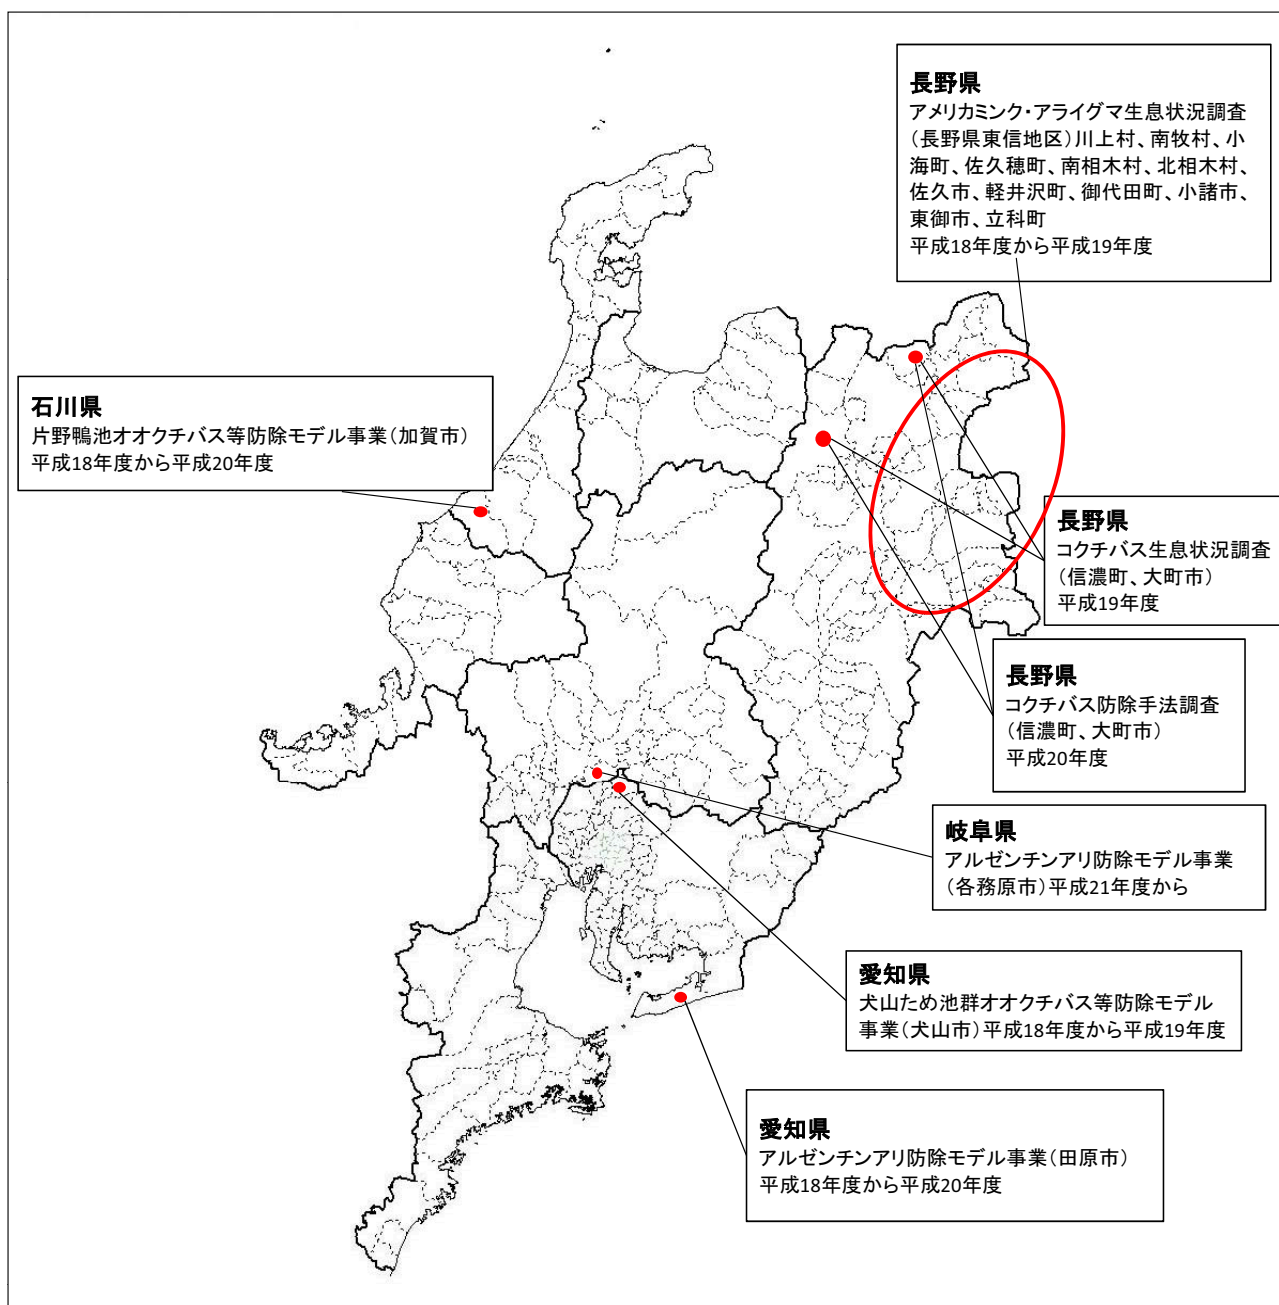 長野県
アメリカミンク・アライグマ生息状況調査
（長野県東信地区）川上村、南牧村、小
海町、佐久穂町、南相木村、北相木村、
佐久市、軽井沢町、御代田町、小諸市、
東御市、立科町
平成18年度から平成19年度
石川県
片野鴨池オオクチバス等防除モデル事業（加賀市）
平成18年度から平成20年度
長野県
コクチバス生息状況調査
（信濃町、大町市）
平成19年度
長野県
コクチバス防除手法調査
（信濃町、大町市）
平成20年度
岐阜県
アルゼンチンアリ防除モデル事業
（各務原市）平成21年度から
愛知県
犬山ため池群オオクチバス等防除モデル
事業（犬山市）平成18年度から平成19年度
愛知県
アルゼンチンアリ防除モデル事業（田原市）
平成18年度から平成20年度